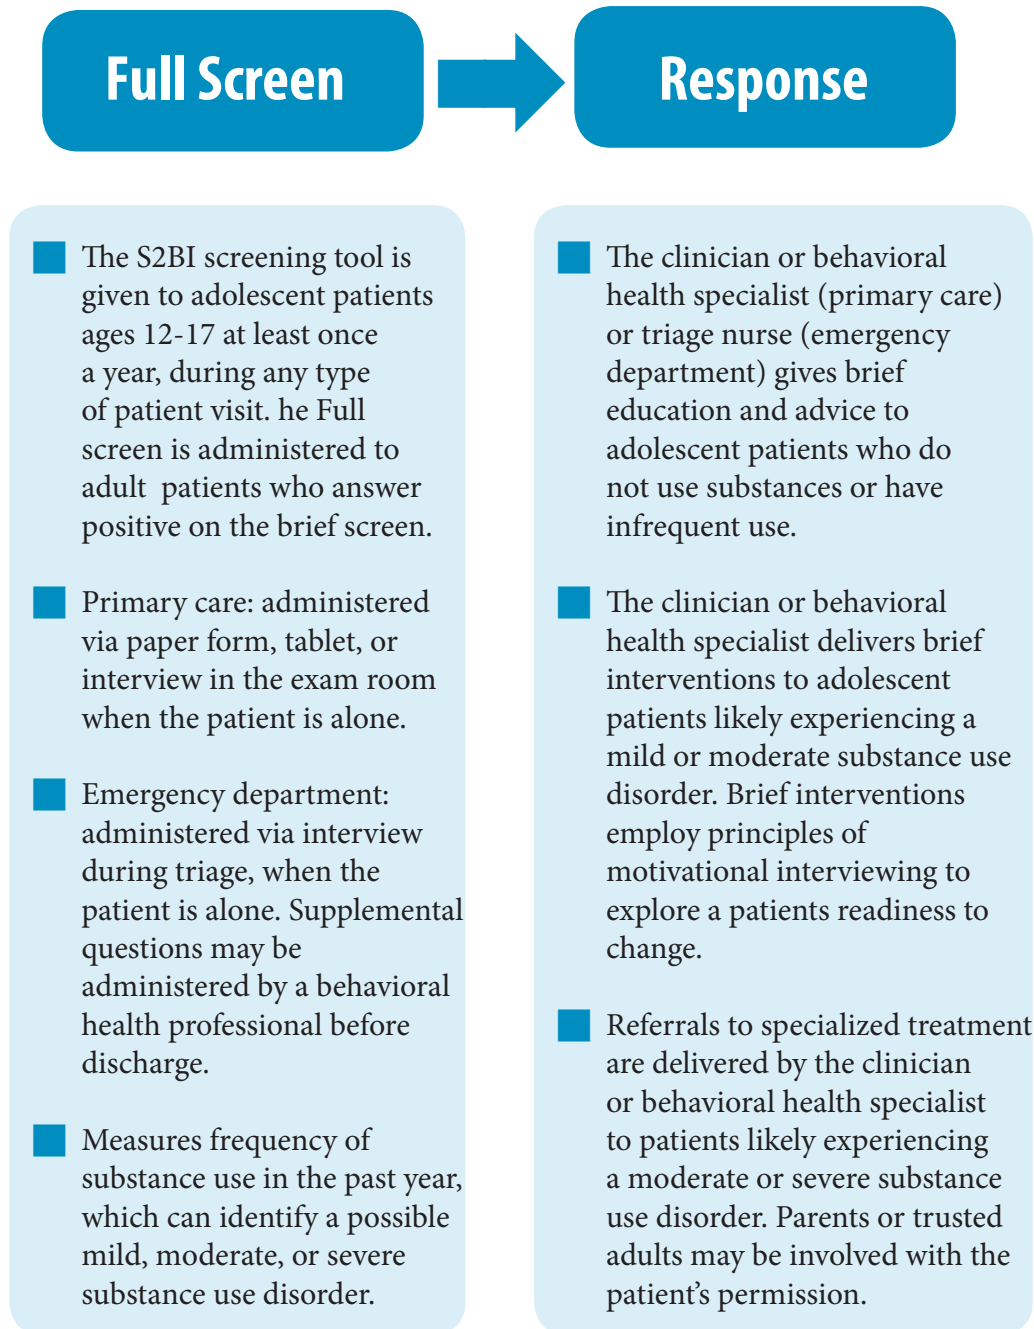 Full Screen
Response
The S2BI screening tool is
given to adolescent patients
ages 12-17 at least once
a year, during any type
of patient visit. he Full
screen is administered to
adult  patients who answer
positive on the brief screen.
Primary care: administered
via paper form, tablet, or
interview in the exam room
when the patient is alone.
Emergency department:
administered via interview
during triage, when the
patient is alone. Supplemental
questions may be
administered by a behavioral
health professional before
discharge.
Measures frequency of
substance use in the past year,
which can identify a possible
mild, moderate, or severe
substance use disorder.
The clinician or behavioral
health specialist (primary care)
or triage nurse (emergency
department) gives brief
education and advice to
adolescent patients who do
not use substances or have
infrequent use.
The clinician or behavioral
health specialist delivers brief
interventions to adolescent
patients likely experiencing a
mild or moderate substance use
disorder. Brief interventions
employ principles of
motivational interviewing to
explore a patients readiness to
change.
Referrals to specialized treatment
are delivered by the clinician
or behavioral health specialist
to patients likely experiencing
a moderate or severe substance
use disorder. Parents or trusted
adults may be involved with the
patient’s permission.